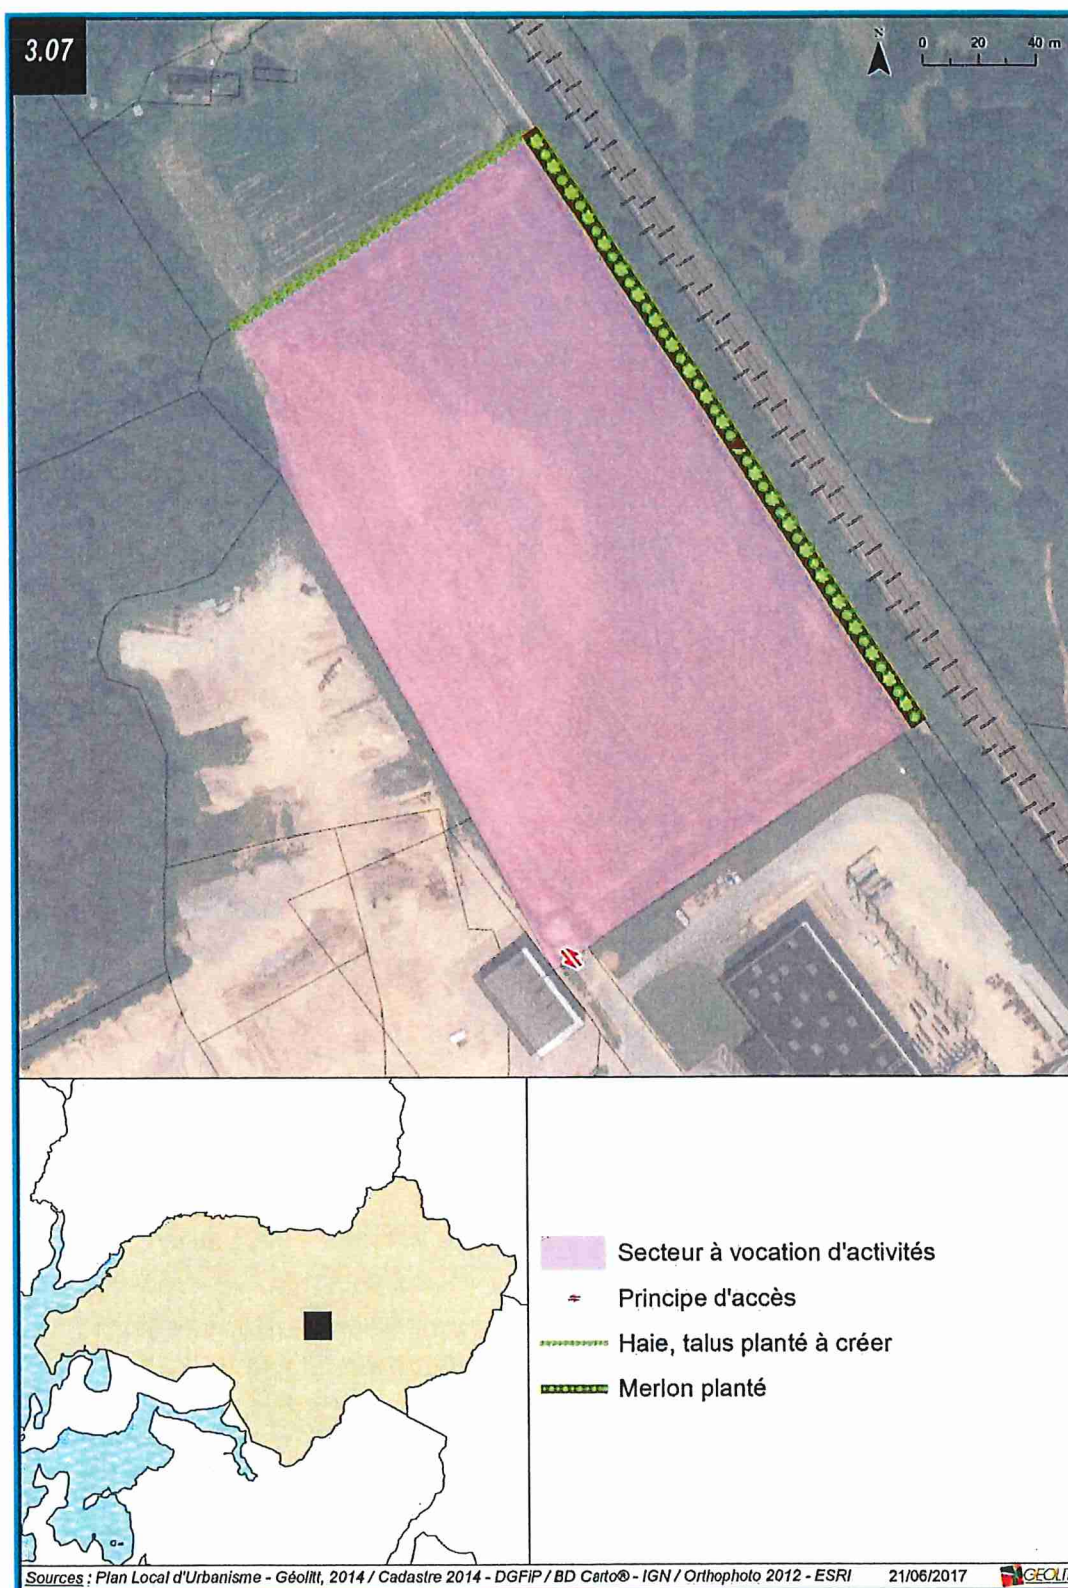 3.07
N
0 20 40 m
Secteur à vocation d'activités
Principe d'accès
Haie, talus planté à créer
Merlon planté
Sources : Plan Local d'Urbanisme - Géolitt, 2014 / Cadastre 2014 - DGFiP / BD Carto® - IGN / Orthophoto 2012 - ESRI 21/06/2017